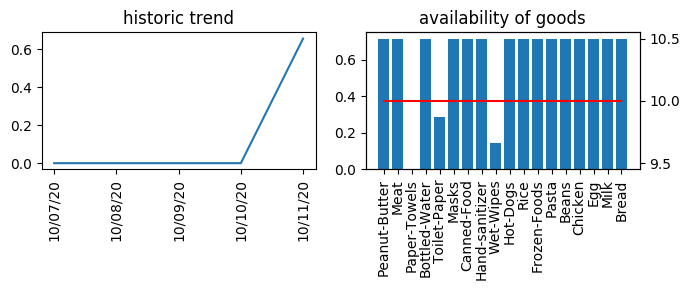 historic trend
0.6
0.4
0.2
0.0
10/07/20
10/08/20
10/09/20
10/10/20
10/11/20
availability of goods
0.6
0.4
0.2
0.0
10.5
10.0
9.5
Peanut-Butter
Meat
Paper-Towels
Bottled-Water
Toilet-Paper
Masks
Canned-Food
Hand-sanitizer
Wet-Wipes
Hot-Dogs
Rice
Frozen-Foods
Pasta
Beans
Chicken
Egg
Milk
Bread